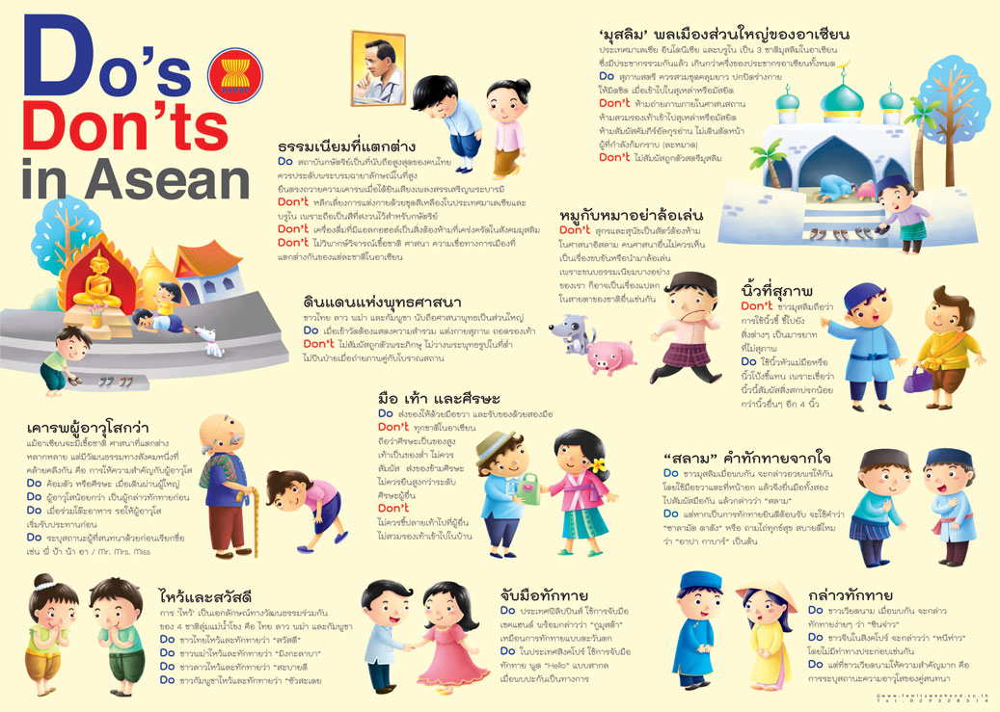 Do's
Don'ts
in Asean
asean
ธรรมเนียมที่แตกต่าง
Do สถาบันกษัตริย์เป็นที่นับถือสูงสุดของคนไทย
ควรประดับพระบรมฉายาลักษณ์ในที่สูง
ยืนตรงถวายความเคารพเมื่อได้ยินเสียงเพลงสรรเสริญพระบารมี
Don't หลีกเลี่ยงการแต่งกายด้วยชุดสีเหลืองในประเทศมาเลเซียและ
บรูไน เพราะถือเป็นสีที่สงวนไว้สำหรับกษัตริย์
Don't เครื่องดื่มที่มีแอลกอฮอล์เป็นสิ่งต้องห้ามที่เคร่งครัดในสังคมมุสลิม
Don't ไม่วิพากษ์วิจารณ์เชื้อชาติ ศาสนา ความเชื่อทางการเมืองที่
แตกต่างกันของแต่ละชาติในอาเซียน
'มุสลิม' พลเมืองส่วนใหญ่ของอาเซียน
ประเทศมาเลเซีย อินโดนีเซีย และบรูไน เป็น 3 ชาติมุสลิมในอาเซียน
ซึ่งมีประชากรรวมกันแล้ว เกินกว่าครึ่งของประชากรอาเซียนทั้งหมด
Do สุภาพสตรี ควรสวมชุดคลุมยาว ปกปิดร่างกาย
ให้มิดชิด เมื่อเข้าไปในสุเหล่าหรือมัสยิด
Don't ห้ามถ่ายภาพภายในศาสนสถาน
ห้ามสวมรองเท้าเข้าไปสุเหล่าหรือมัสยิด
ห้ามสัมผัสคัมภีร์อัลกุรอ่าน ไม่เดินตัดหน้า
ผู้ที่กำลังก้มกราบ (ละหมาด)
Don't ไม่สัมผัสถูกตัวสตรีมุสลิม
หมูกับหมาอย่าล้อเล่น
Don't สุกรและสุนัขเป็นสัตว์ต้องห้าม
ในศาสนาอิสลาม คนศาสนาอื่นไม่ควรเห็น
เป็นเรื่องขบขันหรือนำมาล้อเล่น
เพราะขนบธรรมเนียมบางอย่าง
ของเรา ก็อาจเป็นเรื่องแปลก
ในสายตาของชาติอื่นเช่นกัน
ดินแดนแห่งพุทธศาสนา
ชาวไทย ลาว พม่า และกัมพูชา นับถือศาสนาพุทธเป็นส่วนใหญ่
Do เมื่อเข้าวัดต้องแสดงความสำรวม แต่งกายสุภาพ ถอดรองเท้า
Don't ไม่สัมผัสถูกตัวพระภิกษุ ไม่วางพระพุทธรูปในที่ต่ำ
ไม่ปีนป่ายเมื่อถ่ายภาพคู่กับโบราณสถาน
นิ้วที่สุภาพ
Don't ชาวมุสลิมถือว่า
การใช้นิ้วชี้ ชี้ไปยัง
สิ่งต่างๆ เป็นมารยาท
ที่ไม่สุภาพ
Do ใช้นิ้วหัวแม่มือหรือ
นิ้วโป้งชี้แทน เพราะเชื่อว่า
นิ้วนี้สัมผัสสิ่งสกปรกน้อย
กว่านิ้วอื่นๆ อีก 4 นิ้ว
เคารพผู้อาวุโสกว่า
แม้อาเซียนจะมีเชื้อชาติ ศาสนาที่แตกต่าง
หลากหลาย แต่มีวัฒนธรรมทางสังคมหนึ่งที่
คล้ายคลึงกัน คือ การให้ความสำคัญกับผู้อาวุโส
Do ค้อมตัว หรือศีรษะ เมื่อเดินผ่านผู้ใหญ่
Do ผู้อาวุโสน้อยกว่า เป็นผู้กล่าวทักทายก่อน
Do เมื่อร่วมโต๊ะอาหาร รอให้ผู้อาวุโส
เริ่มรับประทานก่อน
Do ระบุสถานะผู้ที่สนทนาด้วยก่อนเรียกชื่อ
เช่น พี่ ป้า น้า อา / Mr. Mrs. Miss
มือ เท้า และศีรษะ
Do ส่งของให้ด้วยมือขวา และรับของด้วยสองมือ
Don't ทุกชาติในอาเซียน
ถือว่าศีรษะเป็นของสูง
เท้าเป็นของต่ำ ไม่ควร
สัมผัส ส่งของข้ามศีรษะ
ไม่ควรยืนสูงกว่าระดับ
ศีรษะผู้อื่น
Don't
ไม่ควรชี้ปลายเท้าไปที่ผู้อื่น
ไม่สวมรองเท้าเข้าไปในบ้าน
"สลาม" คำทักทายจากใจ
Do ชาวมุสลิมเมื่อพบกัน จะกล่าวอวยพรให้กัน
โดยใช้มือขวาแตะที่หน้าอก แล้วจึงยื่นมือทั้งสอง
ไปสัมผัสมือกัน แล้วกล่าวว่า "สลาม"
Do แต่หากเป็นการทักทายยินดีต้อนรับ จะใช้คำว่า
"ซาลามัต ดาตัง" หรือ ถามไถ่ทุกข์สุข สบายดีไหม
ว่า "อาปา กาบาร์" เป็นต้น
ไหว้และสวัสดี
การ 'ไหว้' เป็นเอกลักษณ์ทางวัฒนธรรมร่วมกัน
ของ 4 ชาติลุ่มแม่น้ำโขง คือ ไทย ลาว พม่า และกัมพูชา
Do ชาวไทยไหว้และทักทายว่า "สวัสดี"
Do ชาวพม่าไหว้และทักทายว่า "มิงกะลาบา"
Do ชาวลาวไหว้และทักทายว่า "สะบายดี
Do ชาวกัมพูชาไหว้และทักทายว่า "ซัวสะเดย
จับมือทักทาย
Do ประเทศฟิลิปปินส์ ใช้การจับมือ
เชคแฮนด์ พร้อมกล่าวว่า "กูมุสต้า"
เหมือนการทักทายแบบตะวันตก
Do ในประเทศสิงคโปร์ ใช้การจับมือ
ทักทาย พูด "Hello" แบบสากล
เมื่อพบปะกันเป็นทางการ
กล่าวทักทาย
Do ชาวเวียดนาม เมื่อพบกัน จะกล่าว
ทักทายง่ายๆ ว่า "ซินจ่าว"
Do ชาวจีนในสิงคโปร์ จะกล่าวว่า "หนีห่าว"
โดยไม่มีท่าทางประกอบเช่นกัน
Do แต่ที่ชาวเวียดนามให้ความสำคัญมาก คือ
การระบุสถานะความอาวุโสของคู่สนทนา
©www.familyweekend.co.th
Tel.029328314